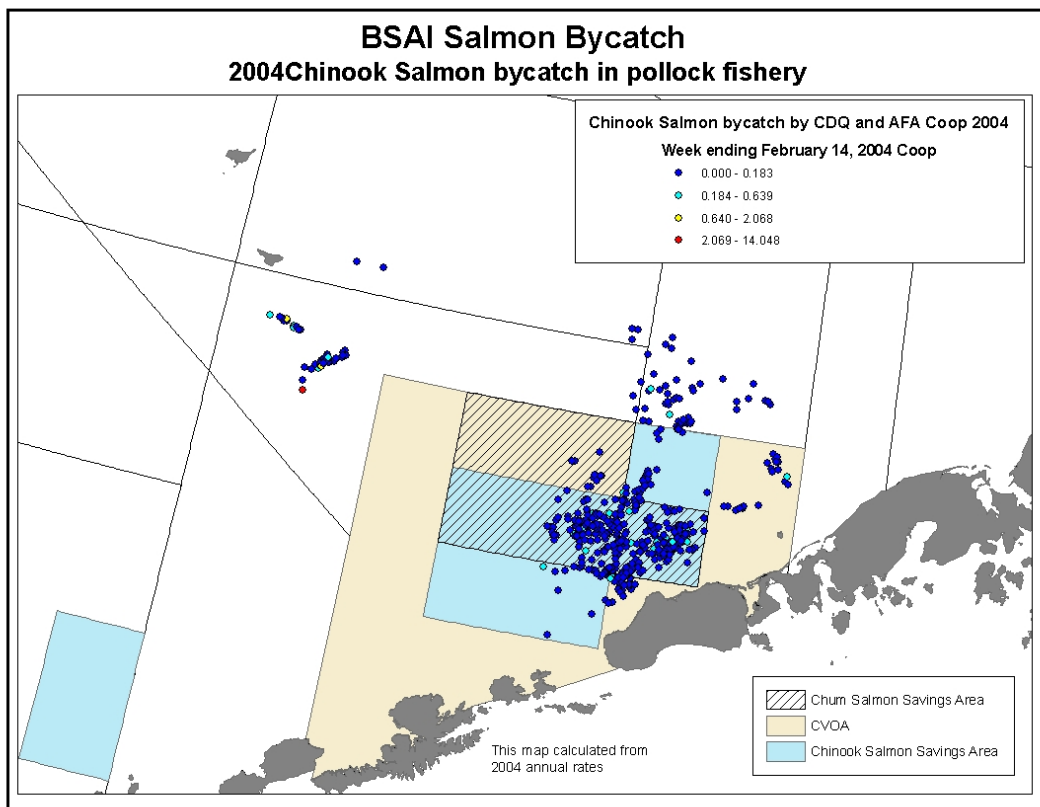 BSAI Salmon Bycatch
2004Chinook Salmon bycatch in pollock fishery
Chinook Salmon bycatch by CDQ and AFA Coop 2004
Week ending February 14, 2004 Coop
0.000 - 0.183
0.184 - 0.639
0.640 - 2.068
2.069 - 14.048
Chum Salmon Savings Area
CVOA
Chinook Salmon Savings Area
This map calculated from
2004 annual rates